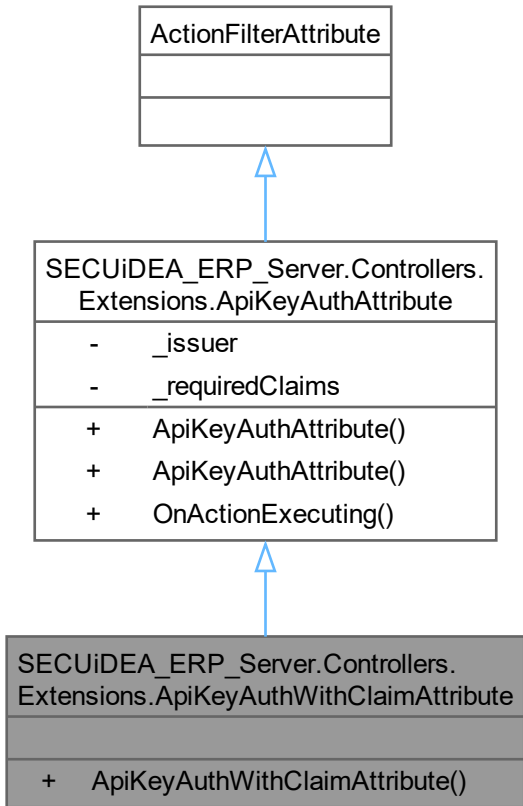 ActionFilterAttribute
SECUiDEA_ERP_Server.Controllers.
Extensions.ApiKeyAuthAttribute
- _issuer
- _requiredClaims
+ ApiKeyAuthAttribute()
+ ApiKeyAuthAttribute()
+ OnActionExecuting()
SECUiDEA_ERP_Server.Controllers.
Extensions.ApiKeyAuthWithClaimAttribute
+ ApiKeyAuthWithClaimAttribute()